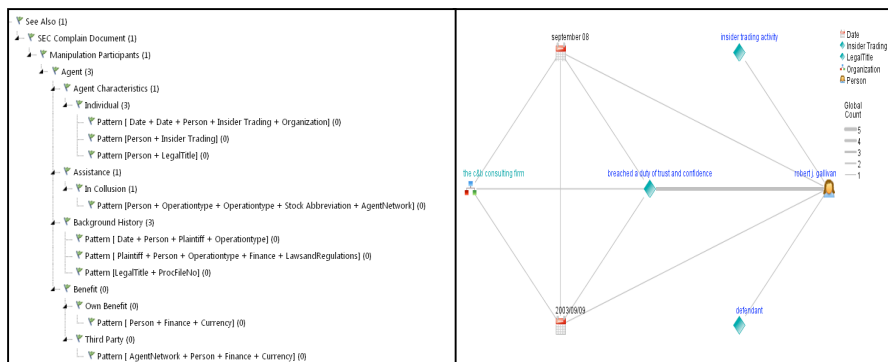 See Also (1)
SEC Complain Document (1)
Manipulation Participants (1)
Agent (3)
Agent Characteristics (1)
Individual (3)
Pattern [ Date + Date + Person + Insider Trading + Organization] (0)
Pattern [Person + Insider Trading] (0)
Pattern [Person + LegalTitle] (0)
Assistance (1)
In Collusion (1)
Pattern [Person + Operationtype + Operationtype + Stock Abbreviation + AgentNetwork] (0)
Background History (3)
Pattern [ Date + Person + Plaintiff + Operationtype] (0)
Pattern [ Plaintiff + Person + Operationtype + Finance + LawsandRegulations] (0)
Pattern [LegalTitle + ProcFileNo] (0)
Benefit (0)
Own Benefit (0)
Pattern [ Person + Finance + Currency] (0)
Third Party (0)
Pattern [ AgentNetwork + Person + Finance + Currency] (0)
september 08
insider trading activity
the c&b consulting firm
breached a duty of trust and confidence
robert j. gallivan
2003/09/09
defendant
Date
Insider Trading
LegalTitle
Organization
Person
Global
Count
5
4
3
2
1